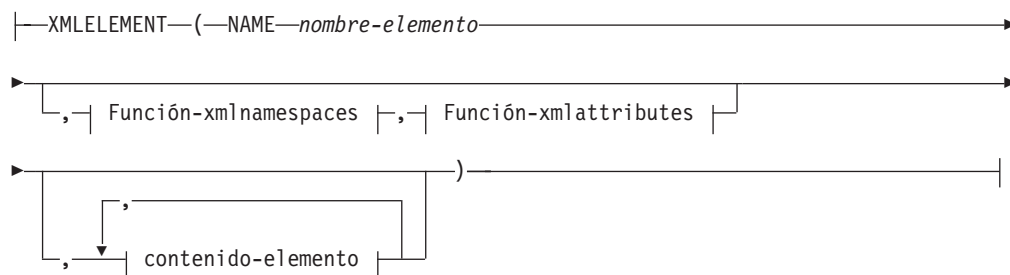 XMLELEMENT ( NAME nombre-elemento
, Función-xmlnamespaces , Función-xmlattributes
)
,
, contenido-elemento